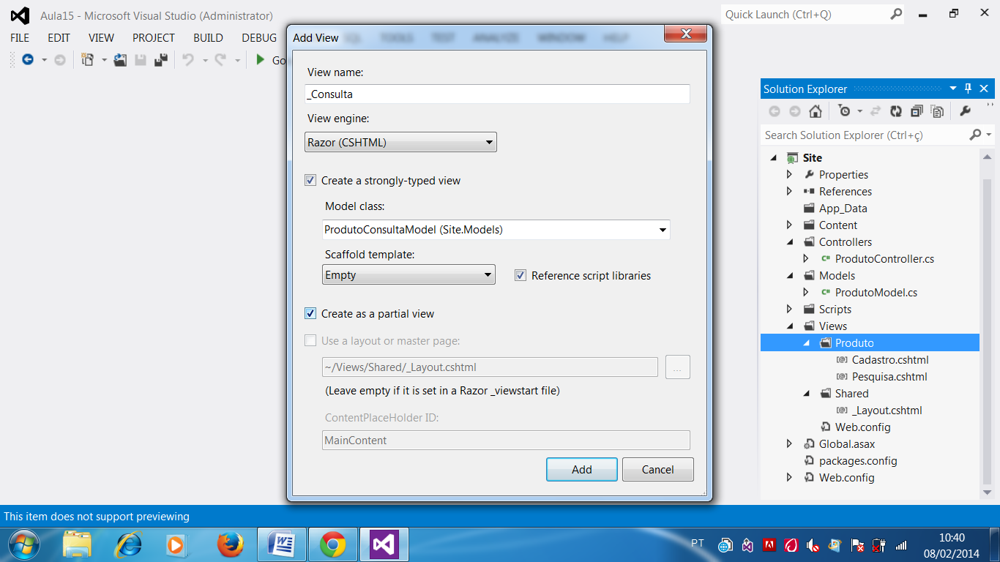 Aula15 - Microsoft Visual Studio (Administrator)
Quick Launch (Ctrl+Q)
FILE EDIT VIEW PROJECT BUILD DEBUG SQL TOOLS TEST ANALYZE WINDOW HELP
Go
Add View
View name:
_Consulta
View engine:
Razor (CSHTML)
Create a strongly-typed view
Model class:
ProdutoConsultaModel (Site.Models)
Scaffold template:
Empty
Reference script libraries
Create as a partial view
Use a layout or master page:
~/Views/Shared/_Layout.cshtml
...
(Leave empty if it is set in a Razor _viewstart file)
ContentPlaceHolder ID:
MainContent
Add
Cancel
Solution Explorer
Search Solution Explorer (Ctrl+ç)
Site
Properties
References
App_Data
Content
Controllers
C# ProdutoController.cs
Models
C# ProdutoModel.cs
Scripts
Views
Produto
[@] Cadastro.cshtml
[@] Pesquisa.cshtml
Shared
[@] _Layout.cshtml
Web.config
Global.asax
packages.config
Web.config
This item does not support previewing
PT
10:40
08/02/2014